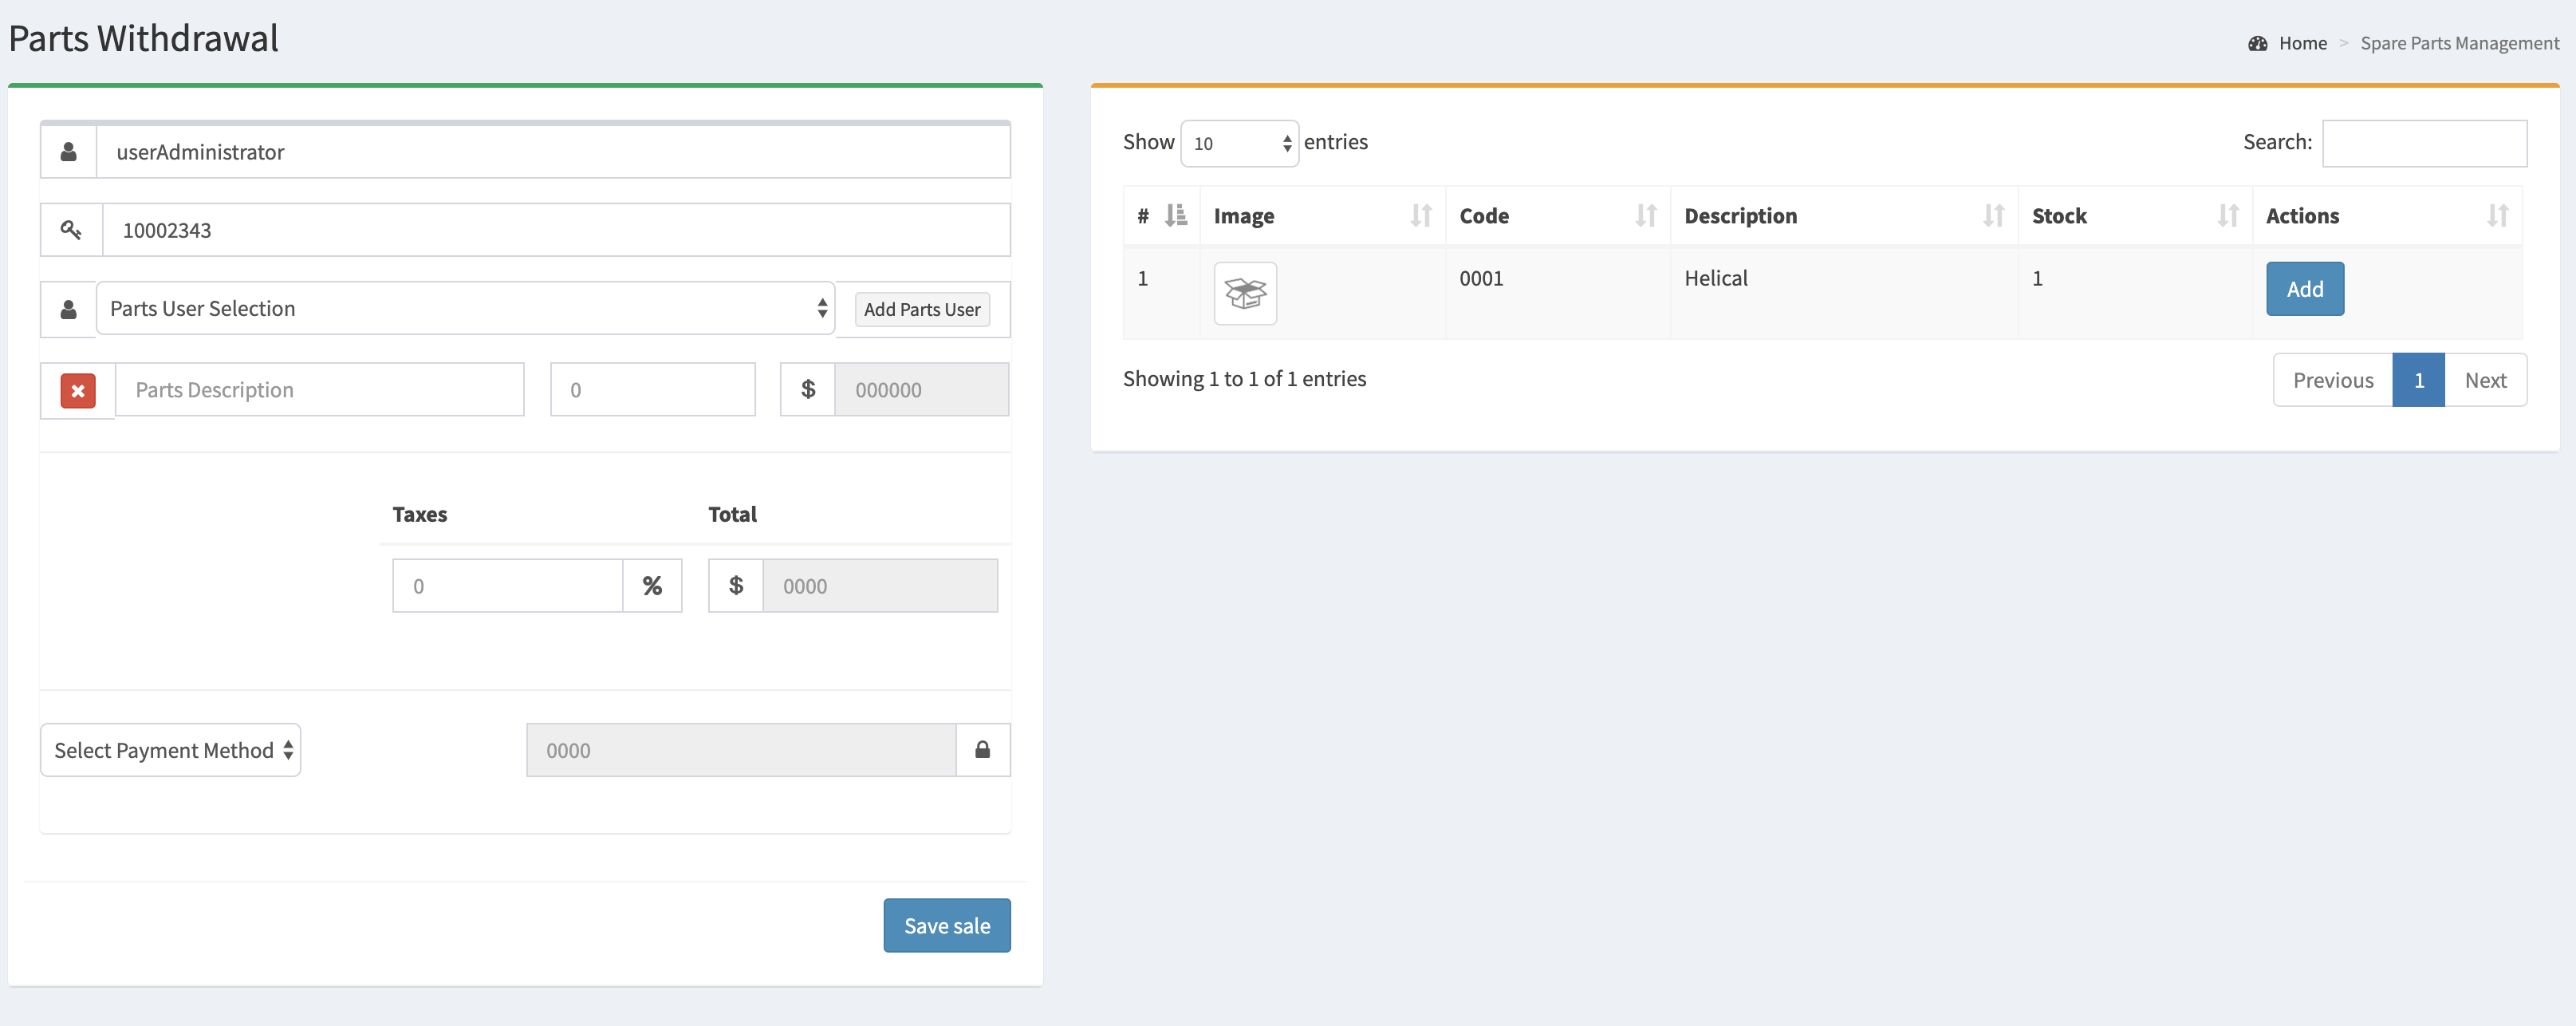 Parts Withdrawal
Home > Spare Parts Management
userAdministrator
10002343
Parts User Selection Add Parts User
Parts Description 0 $ 000000
Taxes Total
0 % $ 0000
Select Payment Method 0000
Save sale
Show 10 entries Search:
# Image Code Description Stock Actions
1 0001 Helical 1 Add
Showing 1 to 1 of 1 entries Previous 1 Next